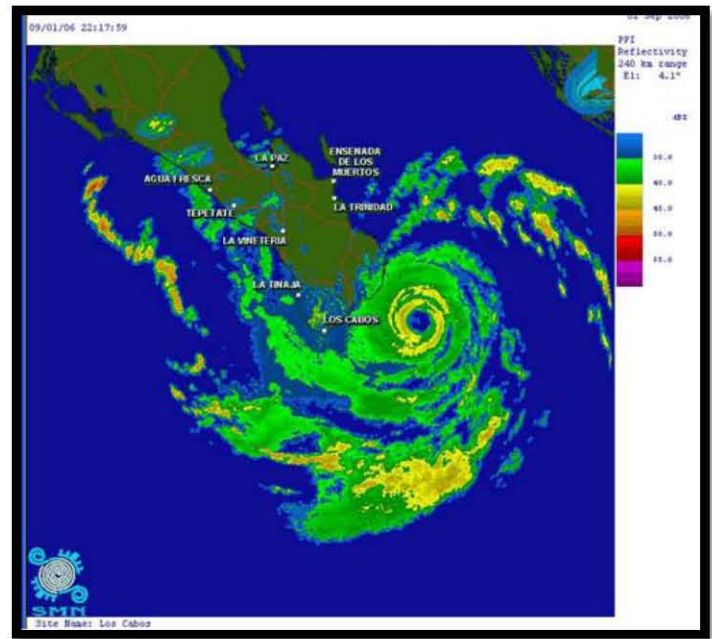 09/01/06 22:17:59
01 Sep 2006
PPI
Reflectivity
240 km range
El: 4.1°
dBZ
30.0
40.0
45.0
50.0
55.0
LA PAZ
ENSENADA
DE LOS
MUERTOS
AGUA FRESCA
LA TRINIDAD
TEPETATE
LA VINETERIA
LA TINAJA
LOS CABOS
SMN
Site Name: Los Cabos